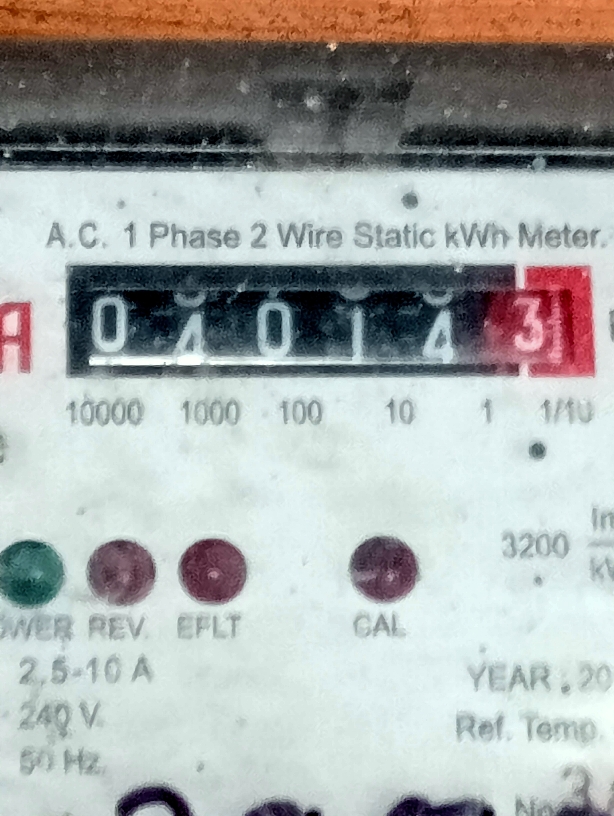 A.C. 1 Phase 2 Wire Static kWh Meter.
A
0 4 0 1 4 3
10000 1000 100 10 1 1/10
3200
REV. EFLT CAL
2.5-10 A
YEAR . 20
240 V.
Ref. Temp.
50 Hz.